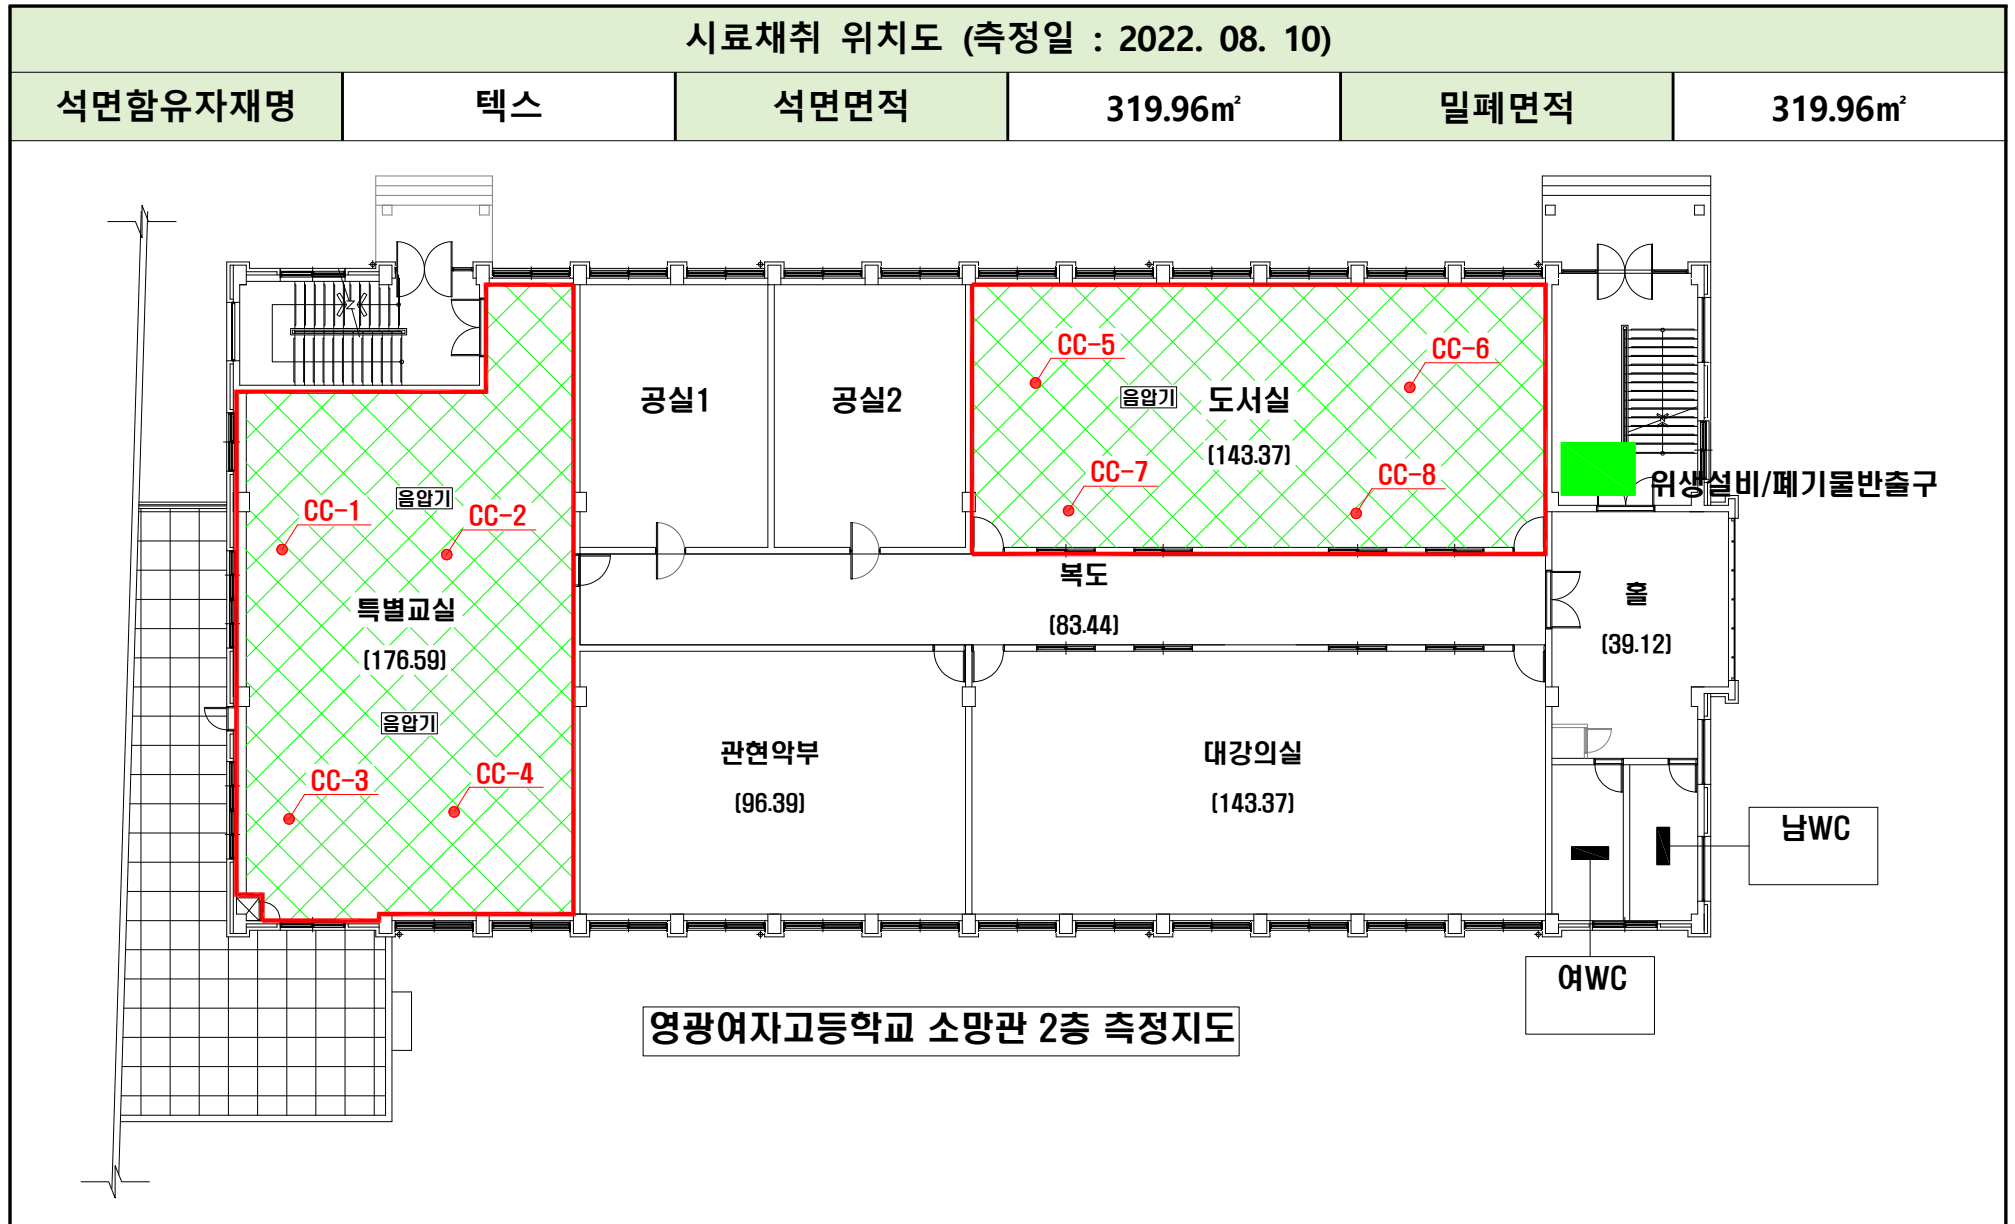 시료채취 위치도 (측정일 : 2022. 08. 10)
석면함유자재명 텍스 석면면적 319.96㎡ 밀폐면적 319.96㎡
CC-5
CC-6
음압기
공실1
공실2
도서실
(143.37)
CC-7
CC-8
위생설비/폐기물반출구
음압기
CC-1
CC-2
복도
(83.44)
홀
(39.12)
특별교실
(176.59)
음압기
관현악부
(96.39)
대강의실
(143.37)
CC-3
CC-4
남WC
여WC
영광여자고등학교 소망관 2층 측정지도